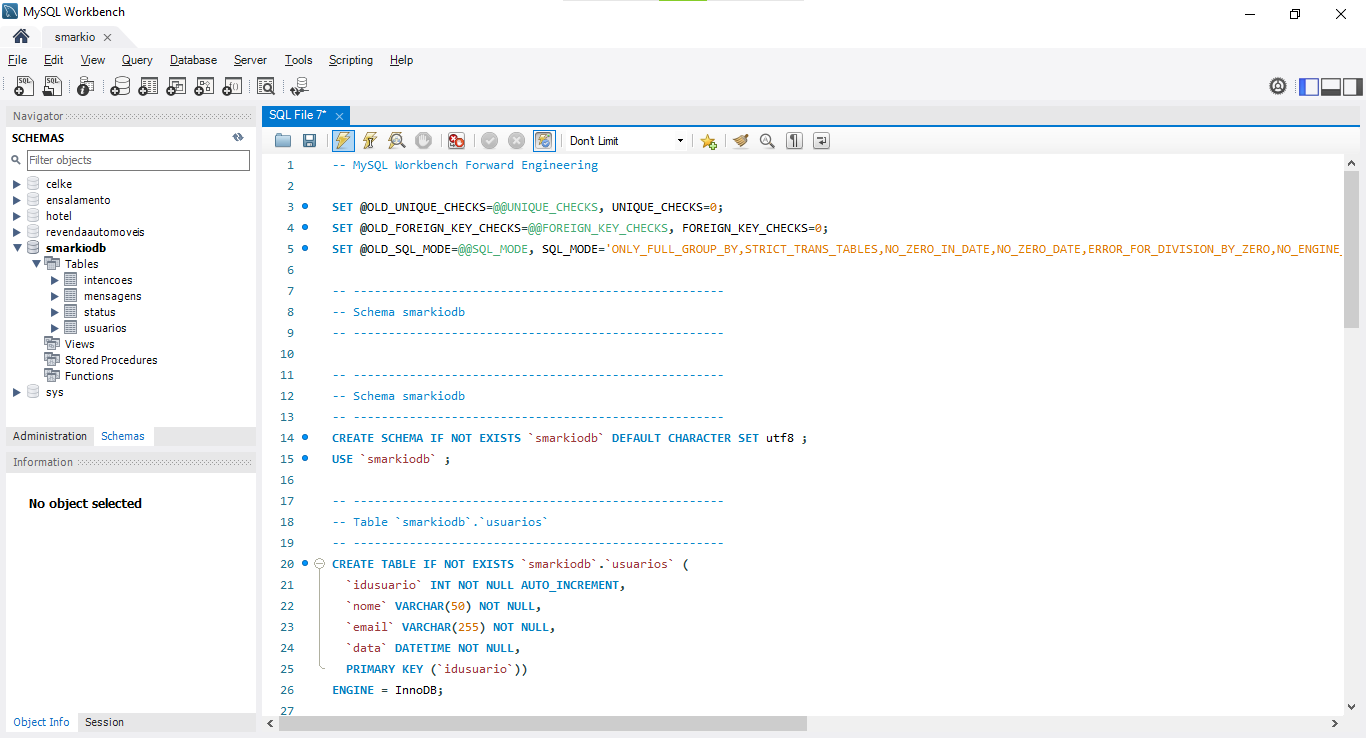 MySQL Workbench
smarkio
File Edit View Query Database Server Tools Scripting Help
Navigator
SCHEMAS
Filter objects
celke
ensalamento
hotel
revendaautomoveis
smarkiodb
Tables
intencoes
mensagens
status
usuarios
Views
Stored Procedures
Functions
sys
Administration Schemas
Information
No object selected
Object Info Session
SQL File 7*
Don't Limit
1 -- MySQL Workbench Forward Engineering
2
3 SET @OLD_UNIQUE_CHECKS=@@UNIQUE_CHECKS, UNIQUE_CHECKS=0;
4 SET @OLD_FOREIGN_KEY_CHECKS=@@FOREIGN_KEY_CHECKS, FOREIGN_KEY_CHECKS=0;
5 SET @OLD_SQL_MODE=@@SQL_MODE, SQL_MODE='ONLY_FULL_GROUP_BY,STRICT_TRANS_TABLES,NO_ZERO_IN_DATE,NO_ZERO_DATE,ERROR_FOR_DIVISION_BY_ZERO,NO_ENGINE_
6
7 -- -----------------------------------------------------
8 -- Schema smarkiodb
9 -- -----------------------------------------------------
10
11 -- -----------------------------------------------------
12 -- Schema smarkiodb
13 -- -----------------------------------------------------
14 CREATE SCHEMA IF NOT EXISTS `smarkiodb` DEFAULT CHARACTER SET utf8 ;
15 USE `smarkiodb` ;
16
17 -- -----------------------------------------------------
18 -- Table `smarkiodb`.`usuarios`
19 -- -----------------------------------------------------
20 CREATE TABLE IF NOT EXISTS `smarkiodb`.`usuarios` (
21 `idusuario` INT NOT NULL AUTO_INCREMENT,
22 `nome` VARCHAR(50) NOT NULL,
23 `email` VARCHAR(255) NOT NULL,
24 `data` DATETIME NOT NULL,
25 PRIMARY KEY (`idusuario`))
26 ENGINE = InnoDB;
27